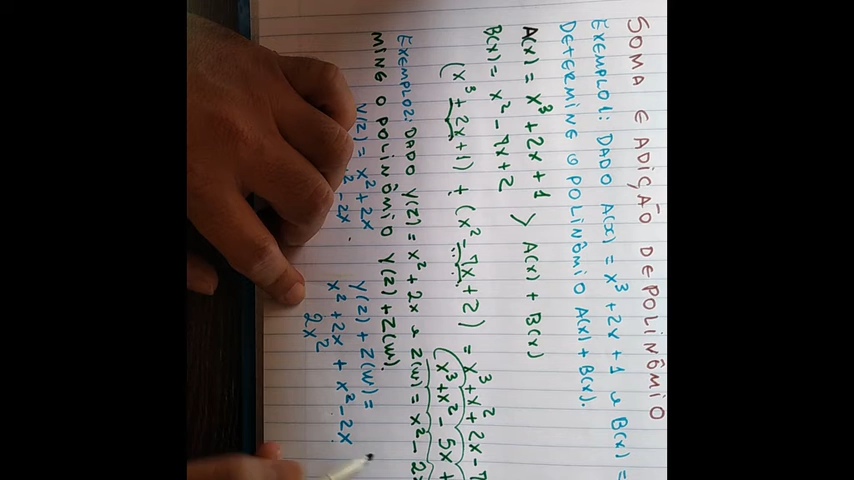 SOMA E ADIÇÃO DE POLINÔMIO
EXEMPLO1: DADO A(x) = x³ + 2x + 1 e B(x) =
DETERMINE O POLINÔMIO A(x) + B(x).
A(x) = x³ + 2x + 1 > A(x) + B(x)
B(x) = x² - 7x + 2
(x³ + 2x + 1) + (x² - 7x + 2) = x³ + x² + 2x - 7
x³ + x² - 5x +
EXEMPLO2: DADO Y(Z) = x² + 2x e Z(W) = x² - 2x
MINE O POLINÔMIO Y(Z) + Z(W).
Y(Z) = x² + 2x
x² - 2x
Y(Z) + Z(W) =
x² + 2x + x² - 2x
2x²